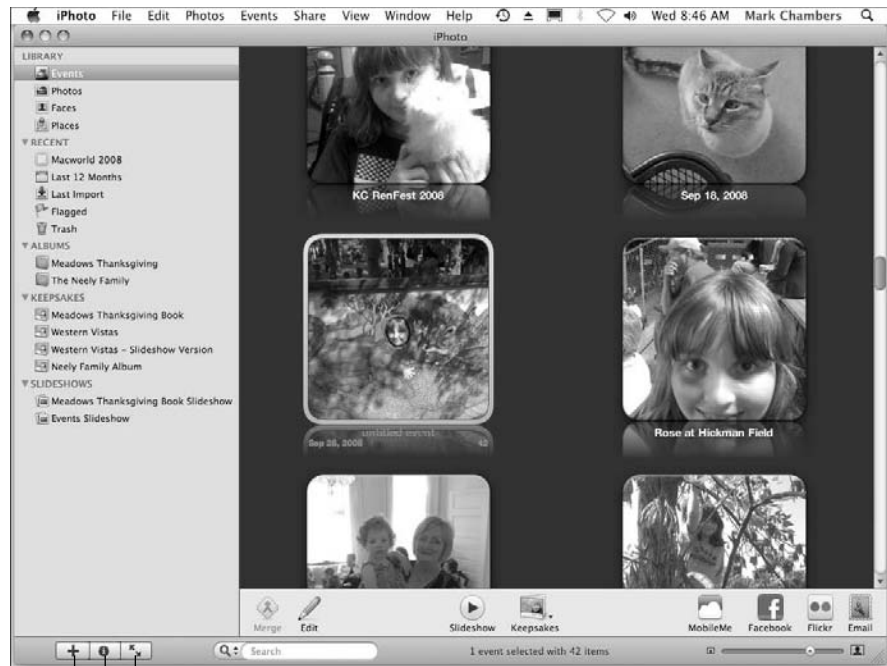 iPhoto File Edit Photos Events Share View Window Help Wed 8:46 AM Mark Chambers
iPhoto
LIBRARY
Events
Photos
Faces
Places
RECENT
Macworld 2008
Last 12 Months
Last Import
Flagged
Trash
ALBUMS
Meadows Thanksgiving
The Neely Family
KEEPSAKES
Meadows Thanksgiving Book
Western Vistas
Western Vistas – Slideshow Version
Neely Family Album
SLIDESHOWS
Meadows Thanksgiving Book Slideshow
Events Slideshow
KC RenFest 2008
Sep 18, 2008
untitled event
Sep 28, 2008 42
Rose at Hickman Field
Merge Edit Slideshow Keepsakes MobileMe Facebook Flickr Email
Search
1 event selected with 42 items